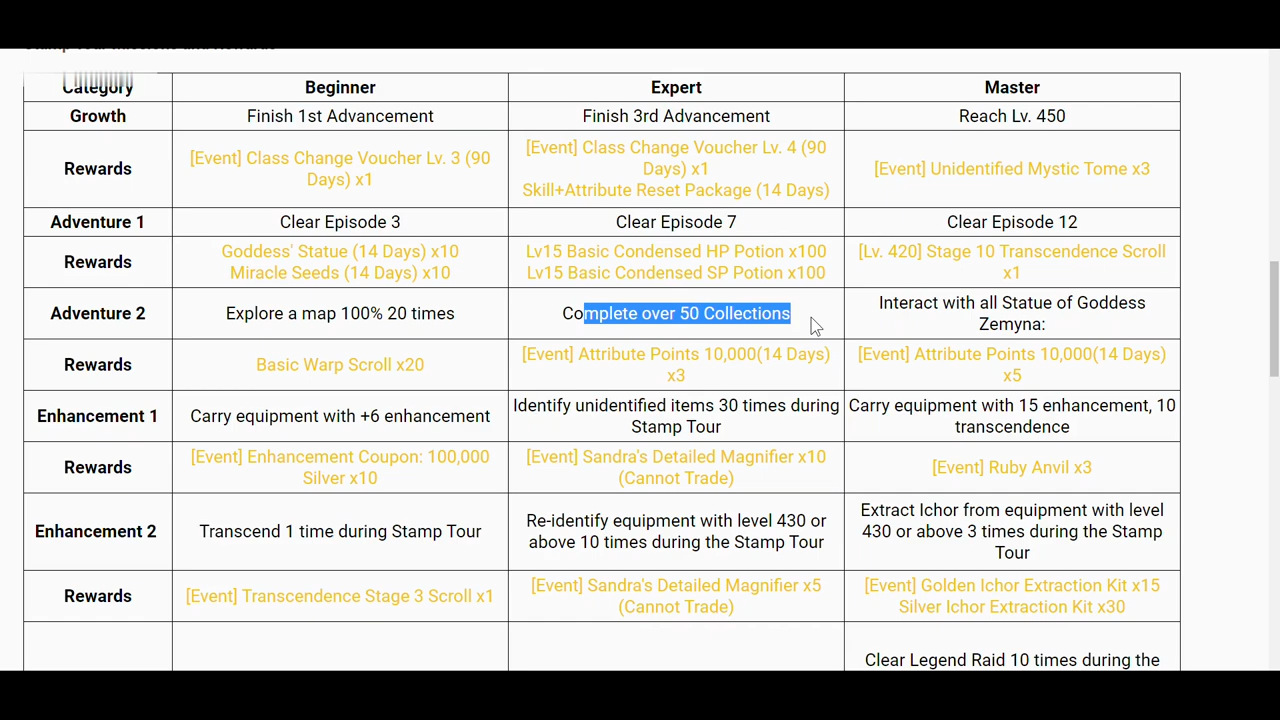 Category Beginner Expert Master
Growth Finish 1st Advancement Finish 3rd Advancement Reach Lv. 450
Rewards
[Event] Class Change Voucher Lv. 3 (90
Days) x1
[Event] Class Change Voucher Lv. 4 (90
Days) x1
Skill+Attribute Reset Package (14 Days)
[Event] Unidentified Mystic Tome x3
Adventure 1 Clear Episode 3 Clear Episode 7 Clear Episode 12
Rewards
Goddess' Statue (14 Days) x10
Miracle Seeds (14 Days) x10
Lv15 Basic Condensed HP Potion x100
Lv15 Basic Condensed SP Potion x100
[Lv. 420] Stage 10 Transcendence Scroll
x1
Adventure 2
Explore a map 100% 20 times
Complete over 50 Collections
Interact with all Statue of Goddess
Zemyna:
Rewards
Basic Warp Scroll x20
[Event] Attribute Points 10,000(14 Days)
x3
[Event] Attribute Points 10,000(14 Days)
x5
Enhancement 1
Carry equipment with +6 enhancement
Identify unidentified items 30 times during
Stamp Tour
Carry equipment with 15 enhancement, 10
transcendence
Rewards
[Event] Enhancement Coupon: 100,000
Silver x10
[Event] Sandra's Detailed Magnifier x10
(Cannot Trade)
[Event] Ruby Anvil x3
Enhancement 2
Transcend 1 time during Stamp Tour
Re-identify equipment with level 430 or
above 10 times during the Stamp Tour
Extract Ichor from equipment with level
430 or above 3 times during the Stamp
Tour
Rewards
[Event] Transcendence Stage 3 Scroll x1
[Event] Sandra's Detailed Magnifier x5
(Cannot Trade)
[Event] Golden Ichor Extraction Kit x15
Silver Ichor Extraction Kit x30
Clear Legend Raid 10 times during the